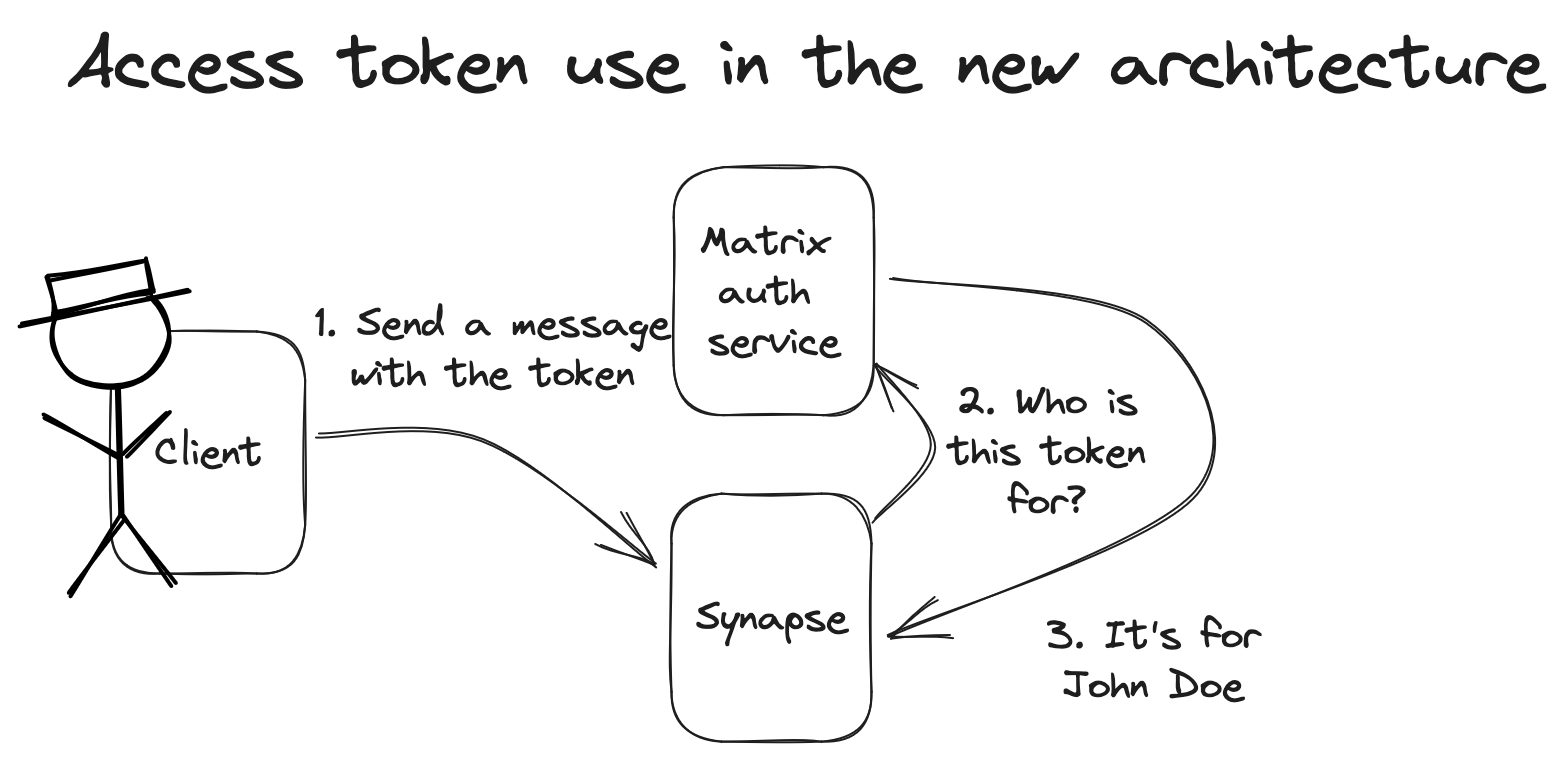 Access token use in the new architecture
Matrix
auth
service
1. Send a message
with the token
Client
2. Who is
this token
for?
Synapse
3. It's for
John Doe